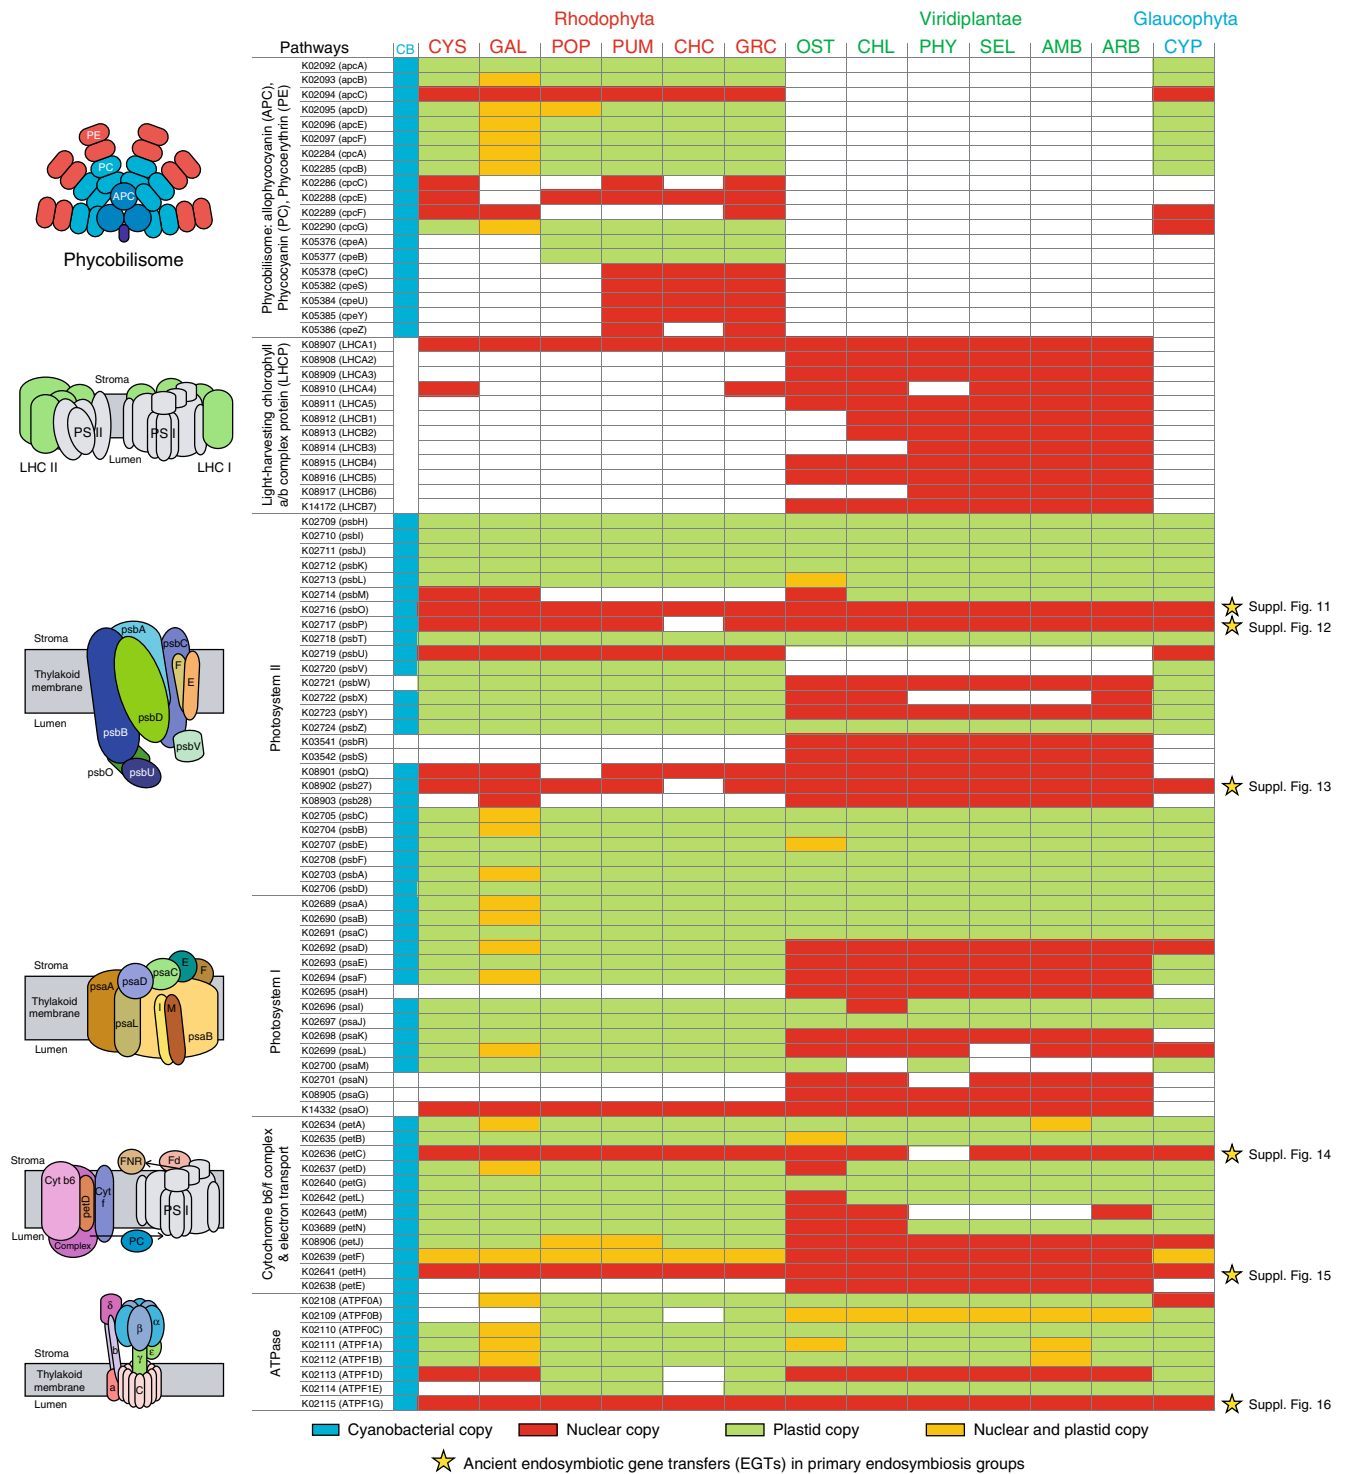 Rhodophyta Viridiplantae Glaucophyta
Pathways CB CYS GAL POP PUM CHC GRC OST CHL PHY SEL AMB ARB CYP
Phycobilisome: allophycocyanin (APC),
Phycocyanin (PC), Phycoerythrin (PE)
K02092 (apcA)
K02093 (apcB)
K02094 (apcC)
K02095 (apcD)
K02096 (apcE)
K02097 (apcF)
K02284 (cpcA)
K02285 (cpcB)
K02286 (cpcC)
K02288 (cpcE)
K02289 (cpcF)
K02290 (cpcG)
K05376 (cpeA)
K05377 (cpeB)
K05378 (cpeC)
K05382 (cpeS)
K05384 (cpeU)
K05385 (cpeY)
K05386 (cpeZ)
PE
PC
APC
Phycobilisome
Light-harvesting chlorophyll
a/b complex protein (LHCP)
K08907 (LHCA1)
K08908 (LHCA2)
K08909 (LHCA3)
K08910 (LHCA4)
K08911 (LHCA5)
K08912 (LHCB1)
K08913 (LHCB2)
K08914 (LHCB3)
K08915 (LHCB4)
K08916 (LHCB5)
K08917 (LHCB6)
K14172 (LHCB7)
Stroma
PS II
PS I
Lumen
LHC II
LHC I
Photosystem II
K02709 (psbH)
K02710 (psbI)
K02711 (psbJ)
K02712 (psbK)
K02713 (psbL)
K02714 (psbM)
K02716 (psbO)
Suppl. Fig. 11
K02717 (psbP)
Suppl. Fig. 12
K02718 (psbT)
K02719 (psbU)
K02720 (psbV)
K02721 (psbW)
K02722 (psbX)
K02723 (psbY)
K02724 (psbZ)
K03541 (psbR)
K03542 (psbS)
K08901 (psbQ)
K08902 (psb27)
Suppl. Fig. 13
K08903 (psb28)
K02705 (psbC)
K02704 (psbB)
K02707 (psbE)
K02708 (psbF)
K02703 (psbA)
K02706 (psbD)
Stroma
Thylakoid
membrane
Lumen
psbA
psbC
F
E
psbD
psbB
psbV
psbO
psbU
Photosystem I
K02689 (psaA)
K02690 (psaB)
K02691 (psaC)
K02692 (psaD)
K02693 (psaE)
K02694 (psaF)
K02695 (psaH)
K02696 (psaI)
K02697 (psaJ)
K02698 (psaK)
K02699 (psaL)
K02700 (psaM)
K02701 (psaN)
K08905 (psaG)
K14332 (psaO)
Stroma
Thylakoid
membrane
Lumen
psaA
psaD
psaC
E
F
psaL
I
M
psaB
Cytochrome b6/f complex
& electron transport
K02634 (petA)
K02635 (petB)
K02636 (petC)
Suppl. Fig. 14
K02637 (petD)
K02640 (petG)
K02642 (petL)
K02643 (petM)
K03689 (petN)
K08906 (petJ)
K02639 (petF)
K02641 (petH)
Suppl. Fig. 15
K02638 (petE)
Stroma
FNR
Fd
Cyt b6
petD
Cyt
f
PS I
Lumen
Complex
PC
ATPase
K02108 (ATPF0A)
K02109 (ATPF0B)
K02110 (ATPF0C)
K02111 (ATPF1A)
K02112 (ATPF1B)
K02113 (ATPF1D)
K02114 (ATPF1E)
K02115 (ATPF1G)
Suppl. Fig. 16
δ
β
α
b
γ
ε
Stroma
Thylakoid
membrane
Lumen
a
C
Cyanobacterial copy Nuclear copy Plastid copy Nuclear and plastid copy
Ancient endosymbiotic gene transfers (EGTs) in primary endosymbiosis groups